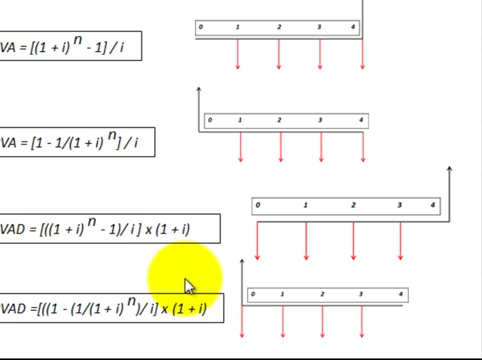 0 1 2 3 4
VA = [(1 + i) n - 1] / i
0 1 2 3 4
VA = [1 - 1/(1 + i) n] / i
0 1 2 3 4
VAD = [((1 + i) n - 1)/ i ] x (1 + i)
0 1 2 3 4
VAD =[((1 - (1/(1 + i) n)/ i] x (1 + i)